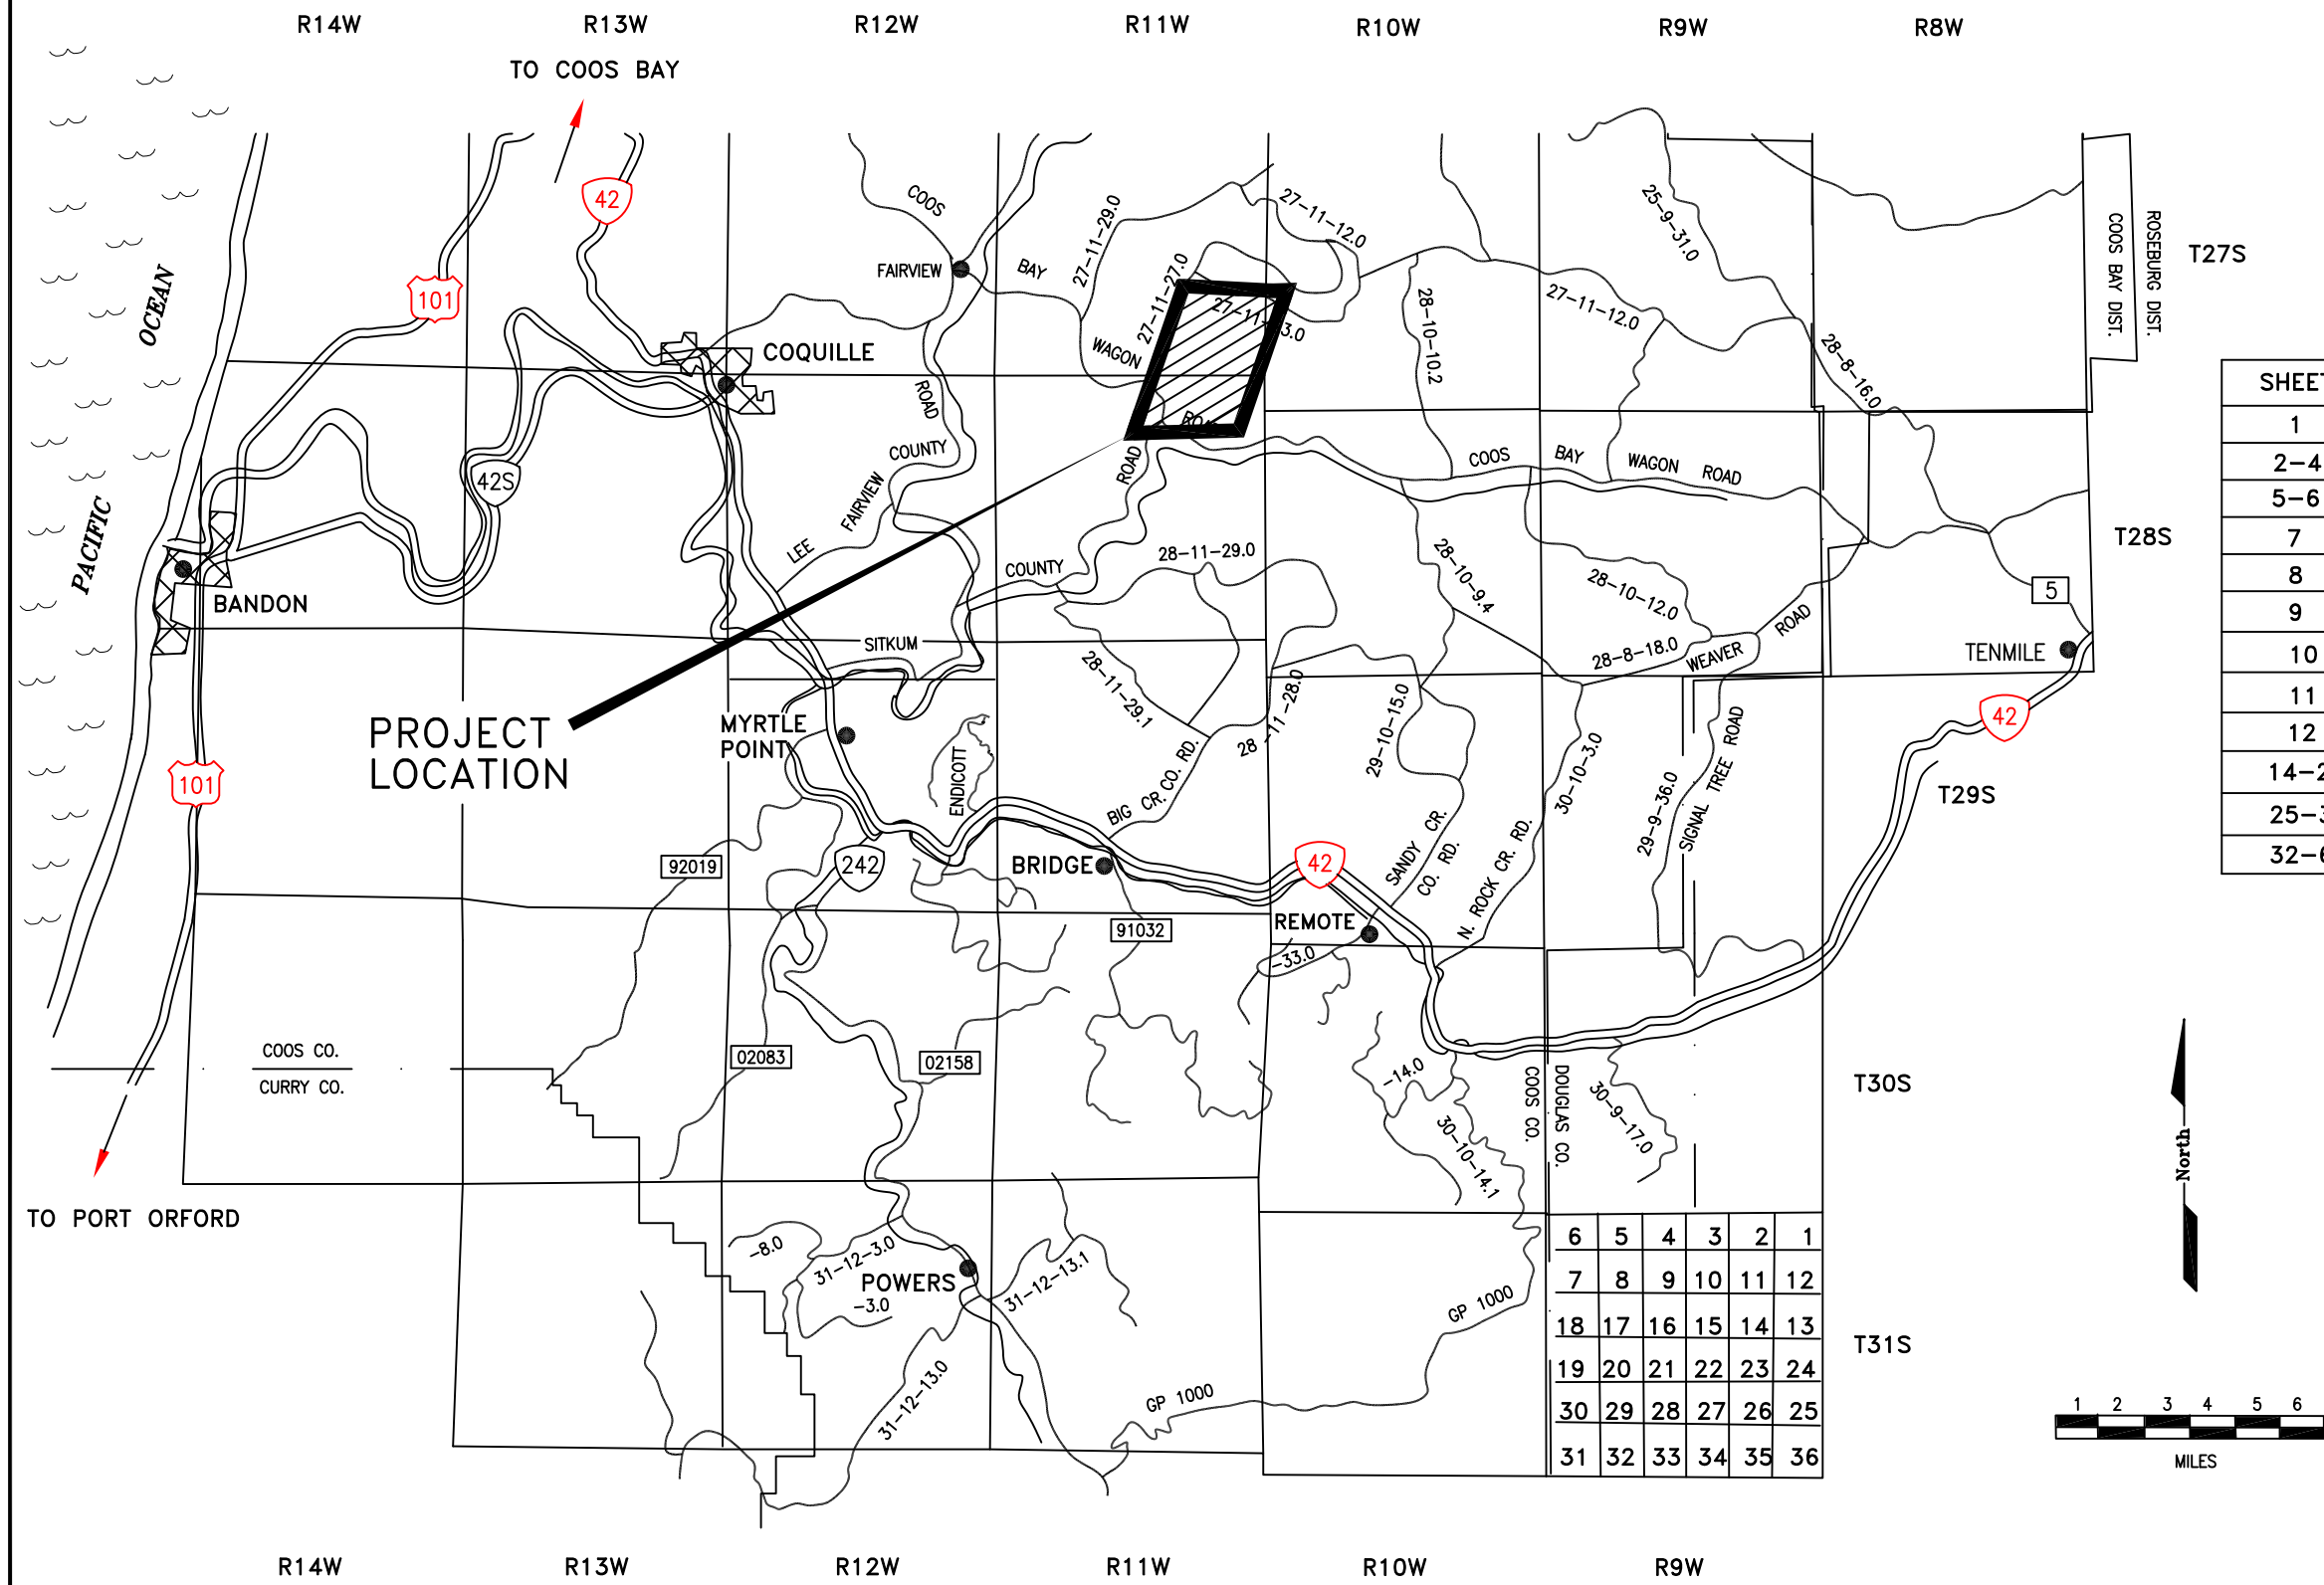 R14W
R13W
R12W
R11W
R10W
R9W
R8W
TO COOS BAY
42
101
COOS
FAIRVIEW
BAY
27-11-29.0
27-11-12.0
27-11-27.0
WAGON
ROAD
25-9-31.0
27-11-12.0
28-10-10.2
28-8-16.0
COOS BAY DIST.
ROSEBURG DIST.
T27S
OCEAN
PACIFIC
COQUILLE
42S
LEE
FAIRVIEW
COUNTY
ROAD
COUNTY
ROAD
28-11-29.0
COOS
BAY
WAGON
ROAD
28-10-9.4
28-10-12.0
28-8-18.0
WEAVER
ROAD
5
TENMILE
T28S
BANDON
SITKUM
28-11-29.1
28-11-28.0
29-10-15.0
30-10-3.0
29-9-36.0
SIGNAL TREE ROAD
42
T29S
PROJECT
LOCATION
MYRTLE
POINT
ENDICOTT
BIG CR. CO. RD.
101
92019
242
BRIDGE
42
SANDY CR.
CO. RD.
N. ROCK CR. RD.
91032
REMOTE
-33.0
COOS CO.
CURRY CO.
02083
02158
-14.0
30-10-14.1
COOS CO.
DOUGLAS CO.
30-9-17.0
T30S
North
TO PORT ORFORD
-8.0
31-12-3.0
POWERS
-3.0
31-12-13.1
31-12-13.0
GP 1000
GP 1000
6 5 4 3 2 1
7 8 9 10 11 12
18 17 16 15 14 13
19 20 21 22 23 24
30 29 28 27 26 25
31 32 33 34 35 36
T31S
1 2 3 4 5 6
MILES
1
2-4
5-6
7
8
9
10
11
12
R14W
R13W
R12W
R11W
R10W
R9W